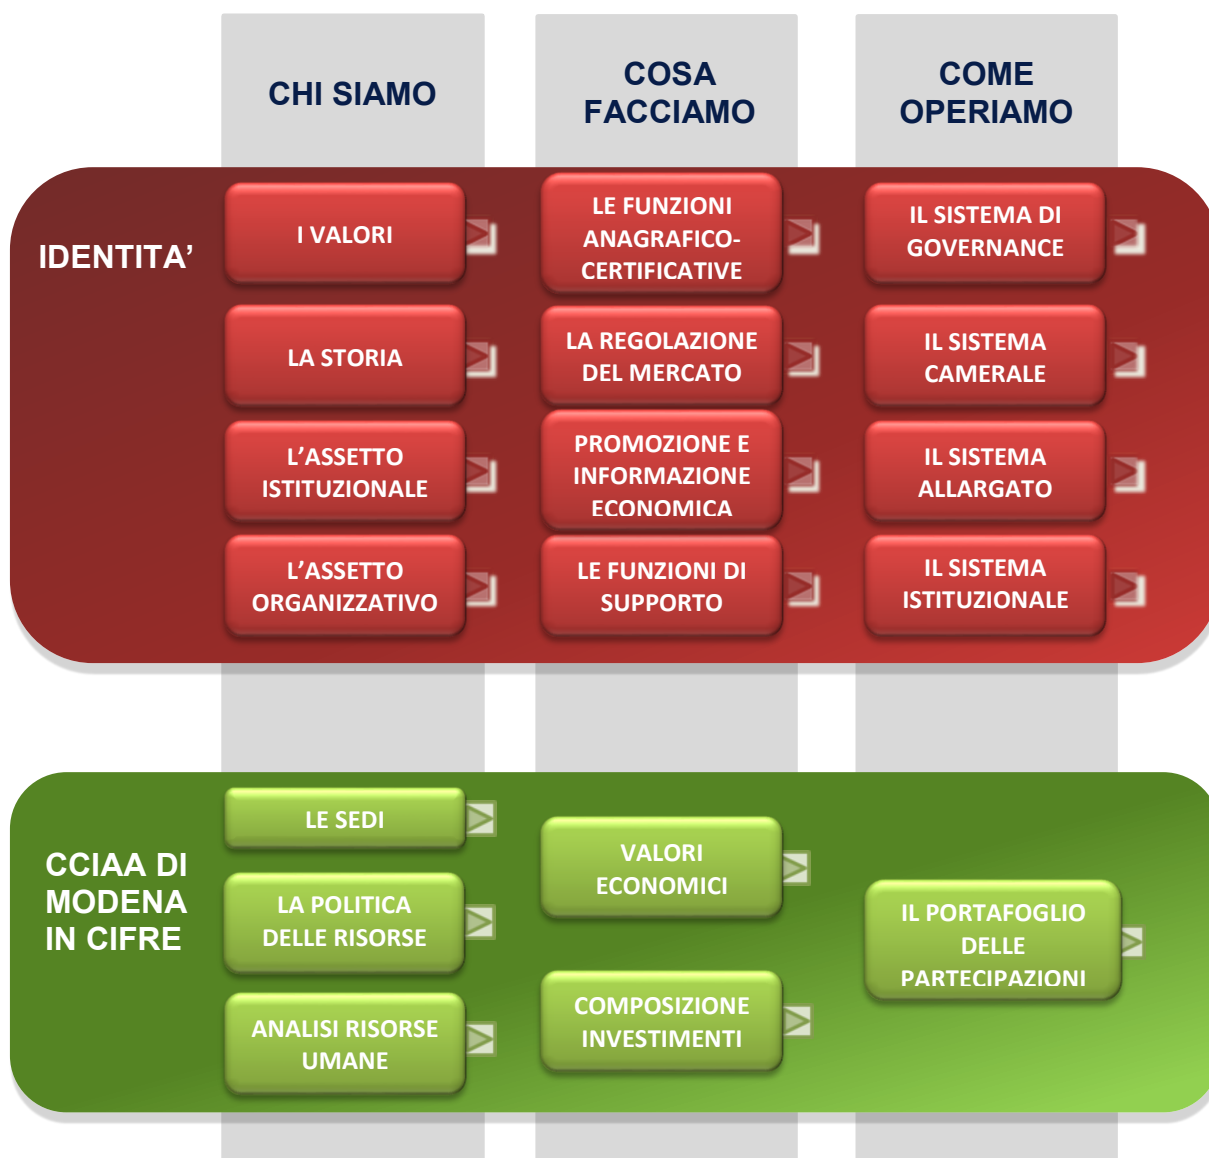 CHI SIAMO
COSA
FACCIAMO
COME
OPERIAMO
IDENTITA’
I VALORI
LE FUNZIONI
ANAGRAFICO-
CERTIFICATIVE
IL SISTEMA DI
GOVERNANCE
LA STORIA
LA REGOLAZIONE
DEL MERCATO
IL SISTEMA
CAMERALE
L’ASSETTO
ISTITUZIONALE
PROMOZIONE E
INFORMAZIONE
ECONOMICA
IL SISTEMA
ALLARGATO
L’ASSETTO
ORGANIZZATIVO
LE FUNZIONI DI
SUPPORTO
IL SISTEMA
ISTITUZIONALE
CCIAA DI
MODENA
IN CIFRE
LE SEDI
LA POLITICA
DELLE RISORSE
ANALISI RISORSE
UMANE
VALORI
ECONOMICI
COMPOSIZIONE
INVESTIMENTI
IL PORTAFOGLIO
DELLE
PARTECIPAZIONI